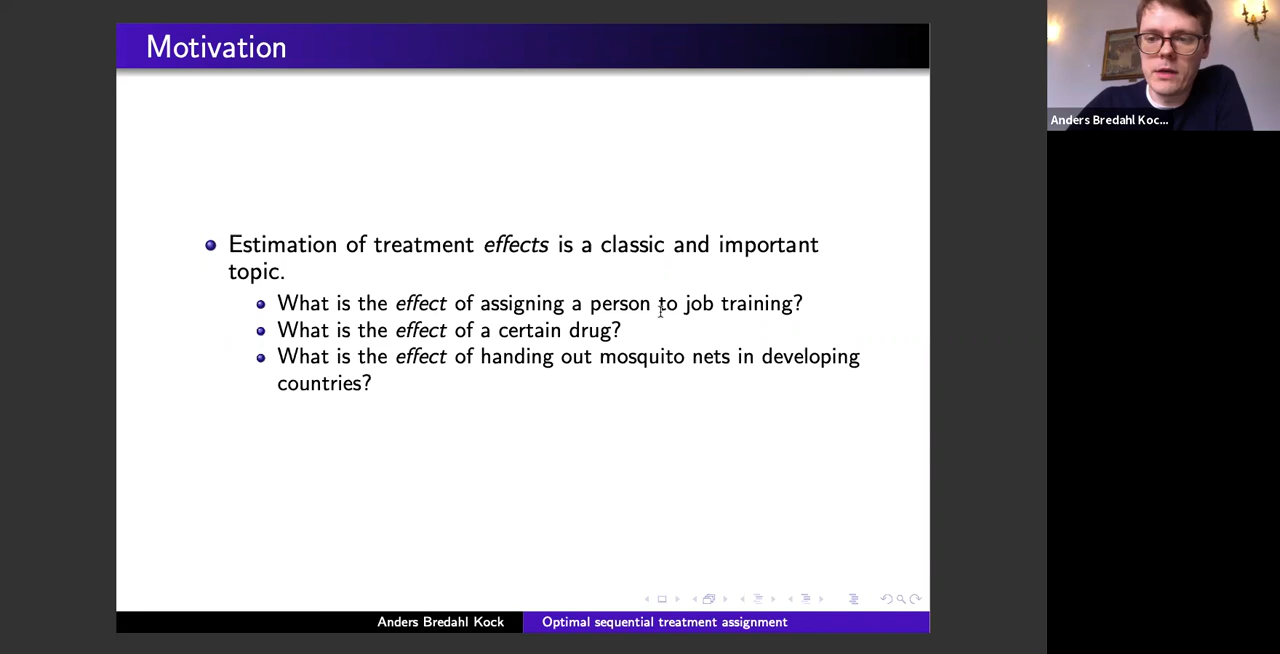 Motivation
Estimation of treatment effects is a classic and important
topic.
What is the effect of assigning a person to job training?
What is the effect of a certain drug?
What is the effect of handing out mosquito nets in developing
countries?
Anders Bredahl Kock
Optimal sequential treatment assignment
Anders Bredahl Koc...